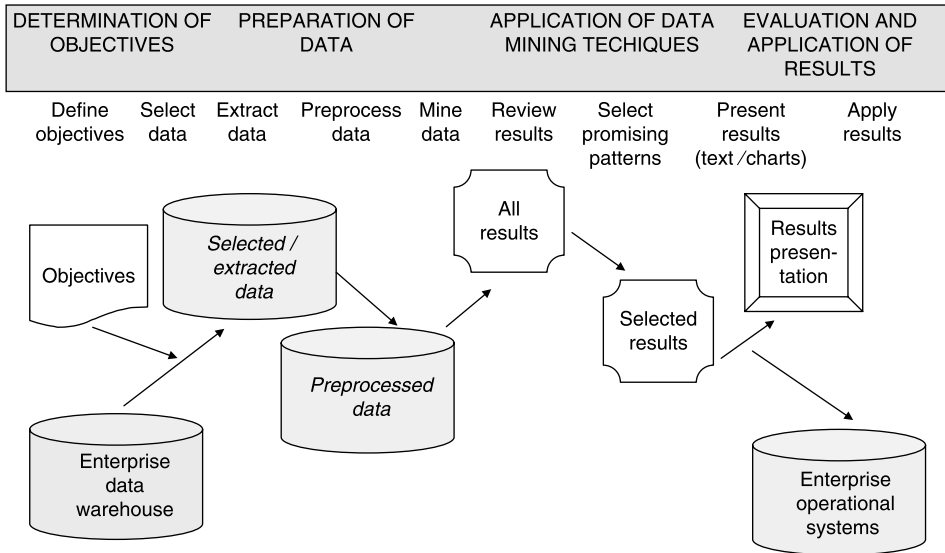 DETERMINATION OF
OBJECTIVES
PREPARATION OF
DATA
APPLICATION OF DATA
MINING TECHIQUES
EVALUATION AND
APPLICATION OF
RESULTS
Define
objectives
Select
data
Extract
data
Preprocess
data
Mine
data
Review
results
Select
promising
patterns
Present
results
(text /charts)
Apply
results
Objectives
Selected /
extracted
data
All
results
Results
presen-
tation
Preprocessed
data
Selected
results
Enterprise
data
warehouse
Enterprise
operational
systems